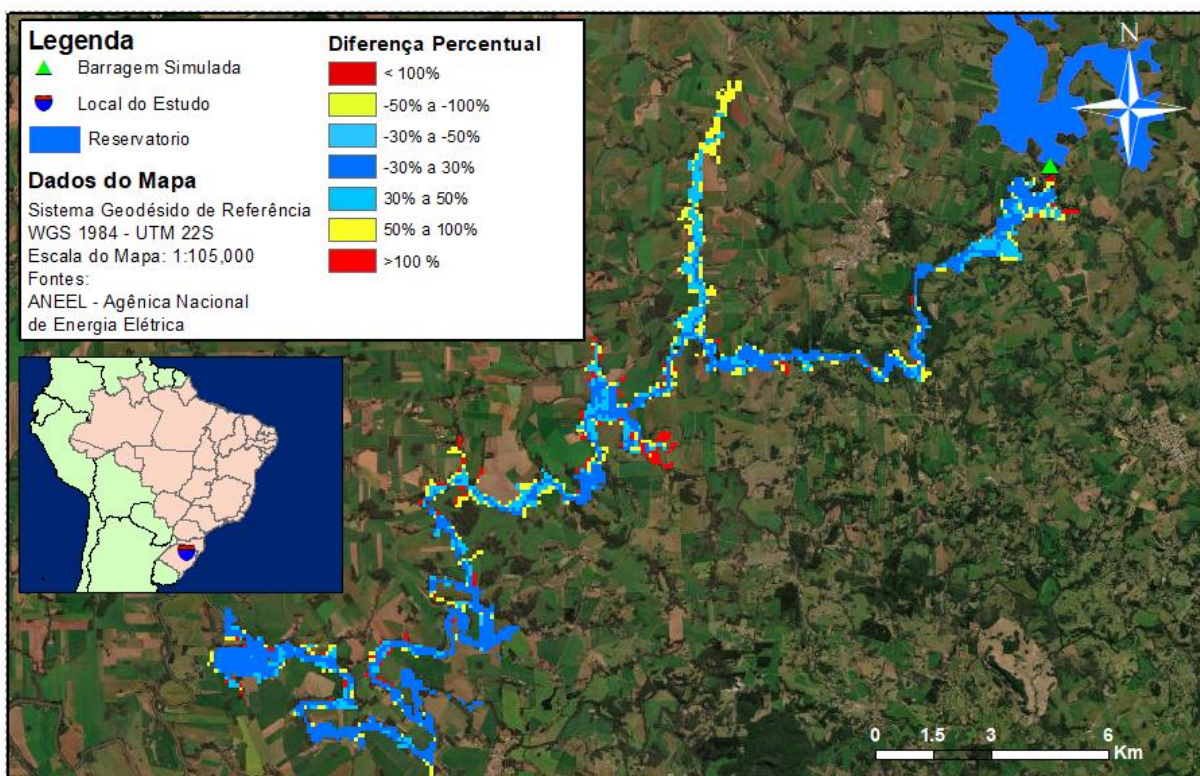 Legenda
Barragem Simulada
Local do Estudo
Reservatorio
Dados do Mapa
Sistema Geodésido de Referência
WGS 1984 - UTM 22S
Escala do Mapa: 1:105,000
Fontes:
ANEEL - Agênica Nacional
de Energia Elétrica
Diferença Percentual
< 100%
-50% a -100%
-30% a -50%
-30% a 30%
30% a 50%
50% a 100%
>100 %
N
0 1.5 3 6
Km